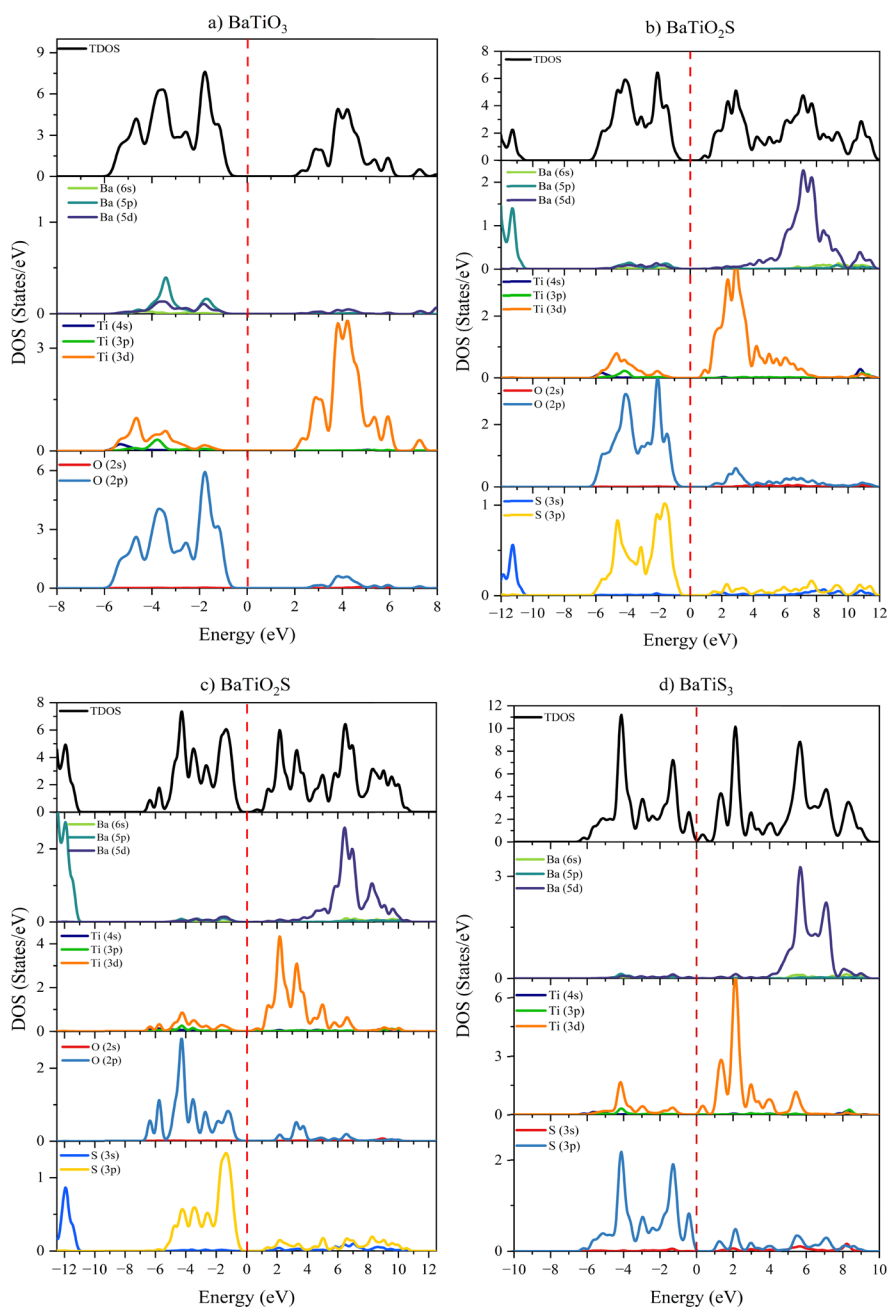 a) BaTiO3
TDOS
9
6
3
0
Ba (6s)
Ba (5p)
Ba (5d)
1
0
Ti (4s)
Ti (3p)
Ti (3d)
3
0
O (2s)
O (2p)
6
3
0
−8 −6 −4 −2 0 2 4 6 8
Energy (eV)
DOS (States/eV)
b) BaTiO2S
TDOS
8
6
4
2
0
Ba (6s)
Ba (5p)
Ba (5d)
2
1
0
Ti (4s)
Ti (3p)
Ti (3d)
2
0
O (2s)
O (2p)
2
0
S (3s)
S (3p)
1
0
−12 −10 −8 −6 −4 −2 0 2 4 6 8 10 12
Energy (eV)
DOS (States/eV)
c) BaTiO2S
TDOS
8
6
4
2
0
Ba (6s)
Ba (5p)
Ba (5d)
2
0
Ti (4s)
Ti (3p)
Ti (3d)
4
2
0
O (2s)
O (2p)
2
0
S (3s)
S (3p)
1
0
−12 −10 −8 −6 −4 −2 0 2 4 6 8 10 12
Energy (eV)
DOS (States/eV)
d) BaTiS3
TDOS
12
10
8
6
4
2
0
Ba (6s)
Ba (5p)
Ba (5d)
3
0
Ti (4s)
Ti (3p)
Ti (3d)
6
3
0
S (3s)
S (3p)
2
0
−10 −8 −6 −4 −2 0 2 4 6 8 10
Energy (eV)
DOS (States/eV)